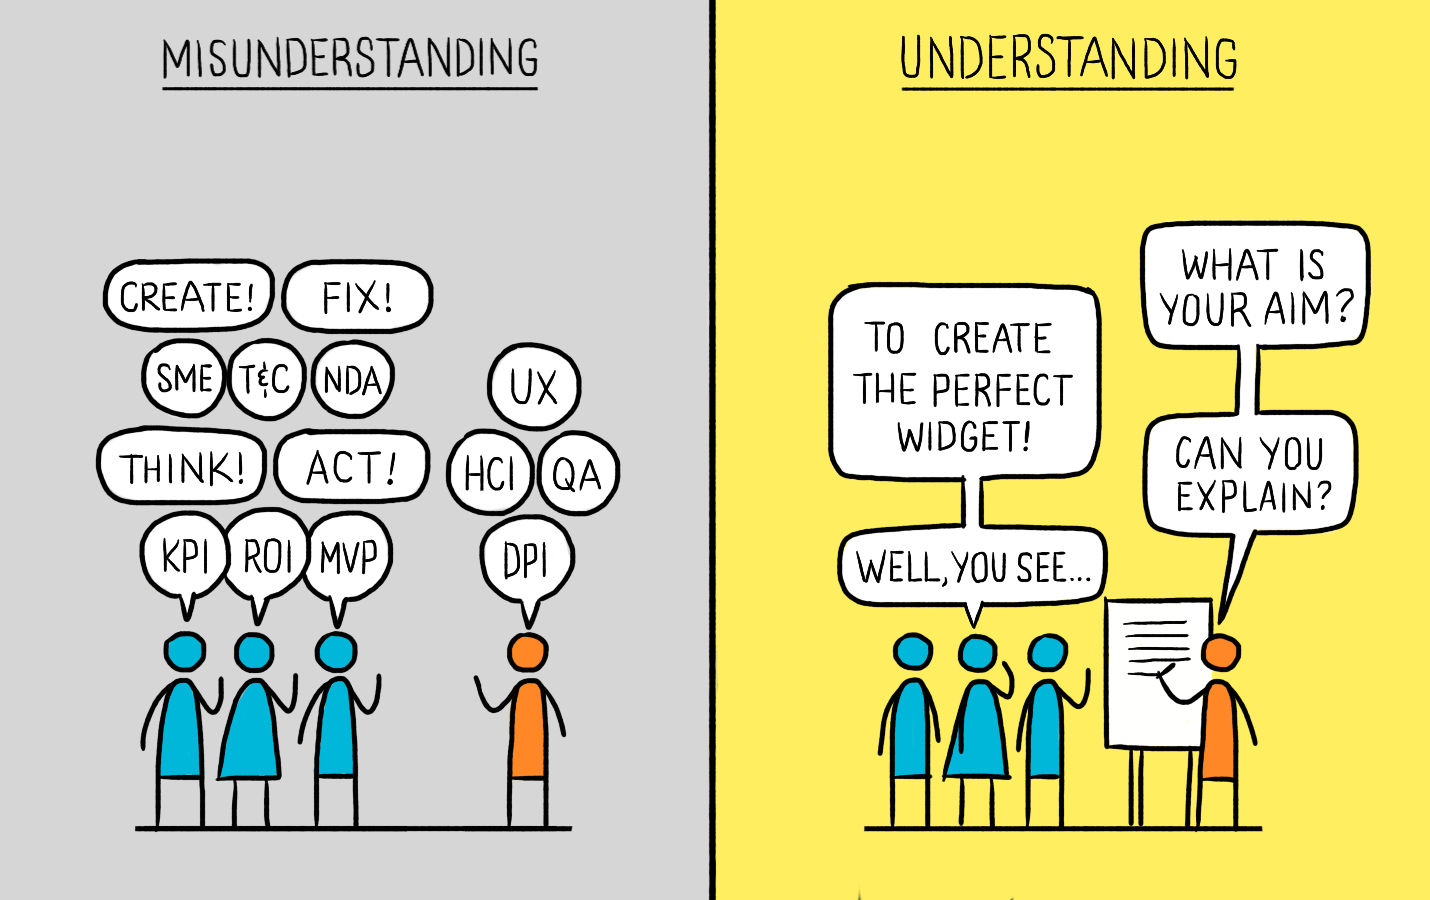 MISUNDERSTANDING
CREATE! FIX!
SME T&C NDA
THINK! ACT!
KPI ROI MVP
UX
HCI QA
DPI
UNDERSTANDING
WHAT IS
YOUR AIM?
CAN YOU
EXPLAIN?
TO CREATE
THE PERFECT
WIDGET!
WELL, YOU SEE...